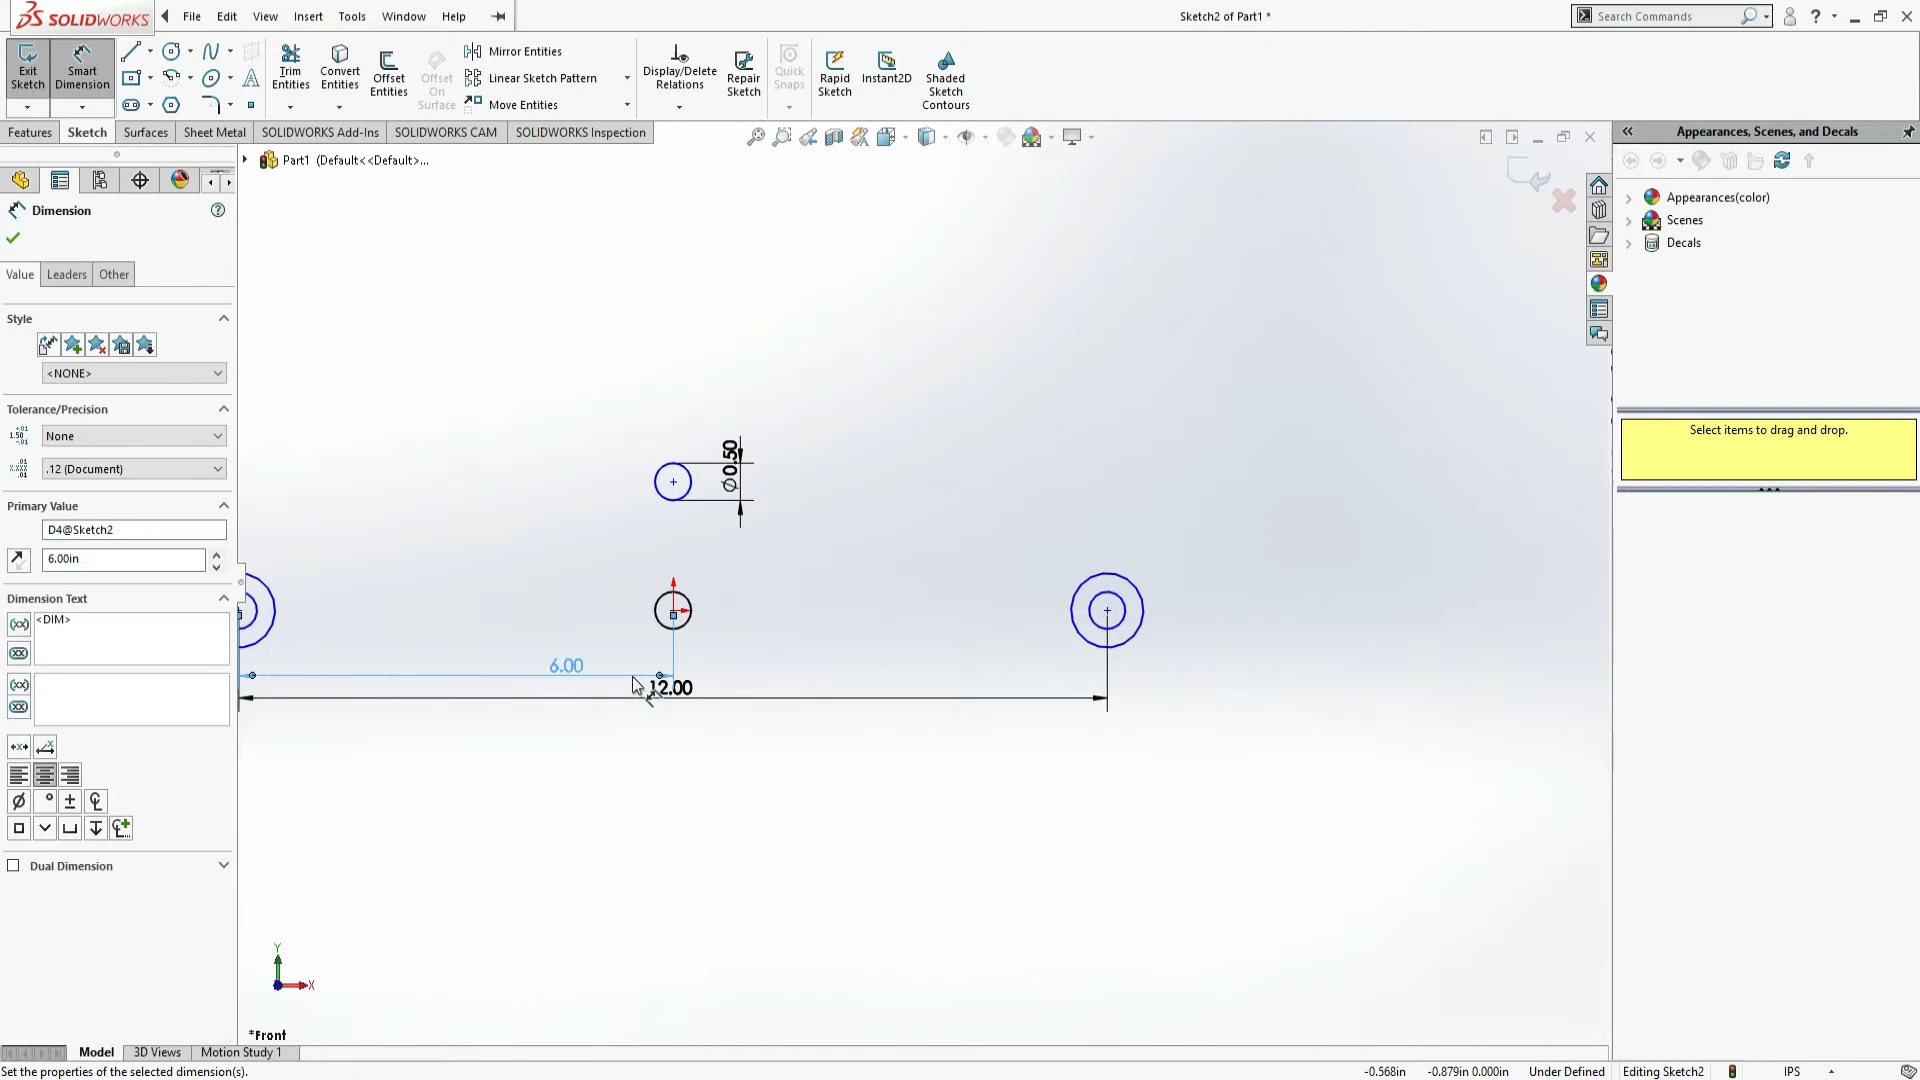 SOLIDWORKS
File
Edit
View
Insert
Tools
Window
Help
Sketch2 of Part1 *
Search Commands
Exit Sketch
Smart Dimension
Trim Entities
Convert Entities
Offset Entities
Offset On Surface
Mirror Entities
Linear Sketch Pattern
Move Entities
Display/Delete Relations
Repair Sketch
Quick Snaps
Rapid Sketch
Instant2D
Shaded Sketch Contours
Features
Sketch
Surfaces
Sheet Metal
SOLIDWORKS Add-Ins
SOLIDWORKS CAM
SOLIDWORKS Inspection
Appearances, Scenes, and Decals
Part1 (Default<<Default>...
Dimension
Value
Leaders
Other
Style
<NONE>
Tolerance/Precision
None
.12 (Document)
Primary Value
D4@Sketch2
6.00in
Dimension Text
<DIM>
Dual Dimension
Appearances(color)
Scenes
Decals
Select items to drag and drop.
Ø0.50
6.00
12.00
Y
X
*Front
Model
3D Views
Motion Study 1
Set the properties of the selected dimension(s).
-0.568in
-0.879in 0.000in
Under Defined
Editing Sketch2
IPS